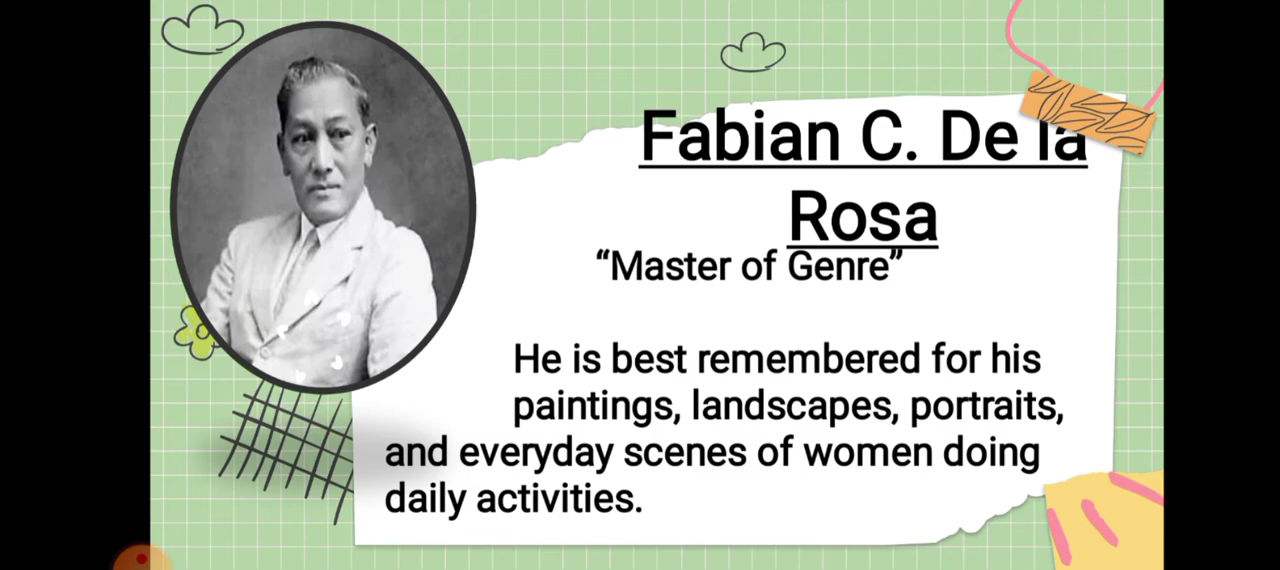 Fabian C. De la
Rosa
“Master of Genre”
He is best remembered for his
paintings, landscapes, portraits,
and everyday scenes of women doing
daily activities.